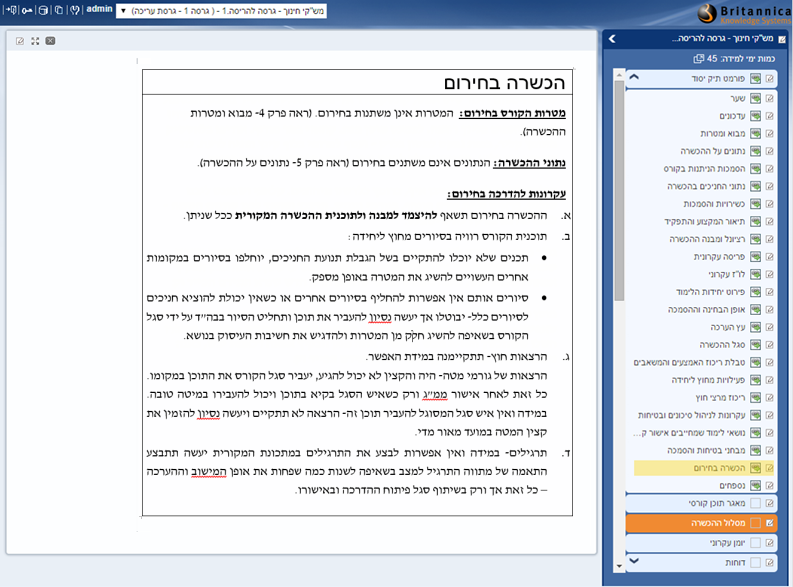 admin
מש"קי חינוך - גרסה להריסה.1 - ( גרסה 1 - גרסת עריכה)
Britannica
Knowledge Systems
מש"קי חינוך - גרסה להריסה...
כמות ימי למידה: 45
פורמט תיק יסוד
שער
עדכונים
מבוא ומטרות
נתונים על ההכשרה
הסמכות הניתנות בקורס
נתוני החניכים בהכשרה
כשירויות והסמכות
תיאור המקצוע והתפקיד
רציונל ומבנה ההכשרה
פריסה עקרונית
לו"ז עקרוני
פירוט יחידות הלימוד
אופן הבחינה וההסמכה
עץ הערכה
סגל ההכשרה
טבלת ריכוז האמצעים והמשאבים
פעילויות מחוץ ליחידה
ריכוז מרצי חוץ
עקרונות לניהול סיכונים ובטיחות
נושאי לימוד שמחייבים אישור ק...
מבחני בטיחות והסמכה
הכשרה בחירום
נספחים
מאגר תוכן קורסי
מסלול ההכשרה
יומן עקרוני
דוחות
הכשרה בחירום
מטרות הקורס בחירום: המטרות אינן משתנות בחירום. (ראה פרק 4- מבוא ומטרות
ההכשרה).
נתוני ההכשרה: הנתונים אינם משתנים בחירום (ראה פרק 5- נתונים על ההכשרה).
עקרונות להדרכה בחירום:
א. ההכשרה בחירום תשאף להיצמד למבנה ולתוכנית ההכשרה המקורית ככל שניתן.
ב. תוכנית הקורס רוויה בסיורים מחוץ ליחידה:
• תכנים שלא יוכלו להתקיים בשל הגבלת תנועת החניכים, יוחלפו בסיורים במקומות
אחרים העשויים להשיג את המטרה באופן מספק.
• סיורים אותם אין אפשרות להחליף בסיורים אחרים או כשאין יכולת להוציא חניכים
לסיורים כלל- יבוטלו אך יעשה נסיון להעביר את תוכן ותחליט הסיור בבה״ד על ידי סגל
הקורס בשאיפה להשיג חלק מן המטרות ולהדגיש את חשיבות העיסוק בנושא.
ג. הרצאות חוץ- תתקיימנה במידת האפשר.
הרצאות של גורמי מטה- היה והקצין לא יכול להגיע, יעביר סגל הקורס את התוכן במקומו.
כל זאת לאחר אישור ממ״ג ורק כשאיש הסגל בקיא בתוכן ויכול להעבירו במיטה טובה.
במידה ואין איש סגל המסוגל להעביר תוכן זה- הרצאה לא תתקיים ויעשה נסיון להזמין את
קצין המטה במועד מאור מדי.
ד. תרגילים- במידה ואין אפשרות לבצע את התרגילים במתכונת המקורית יעשה תתבצע
התאמה של מתווה התרגיל למצב בשאיפה לשנות כמה שפחות את אופן המישוב וההערכה
– כל זאת אך ורק בשיתוף סגל פיתוח ההדרכה ובאישורו.